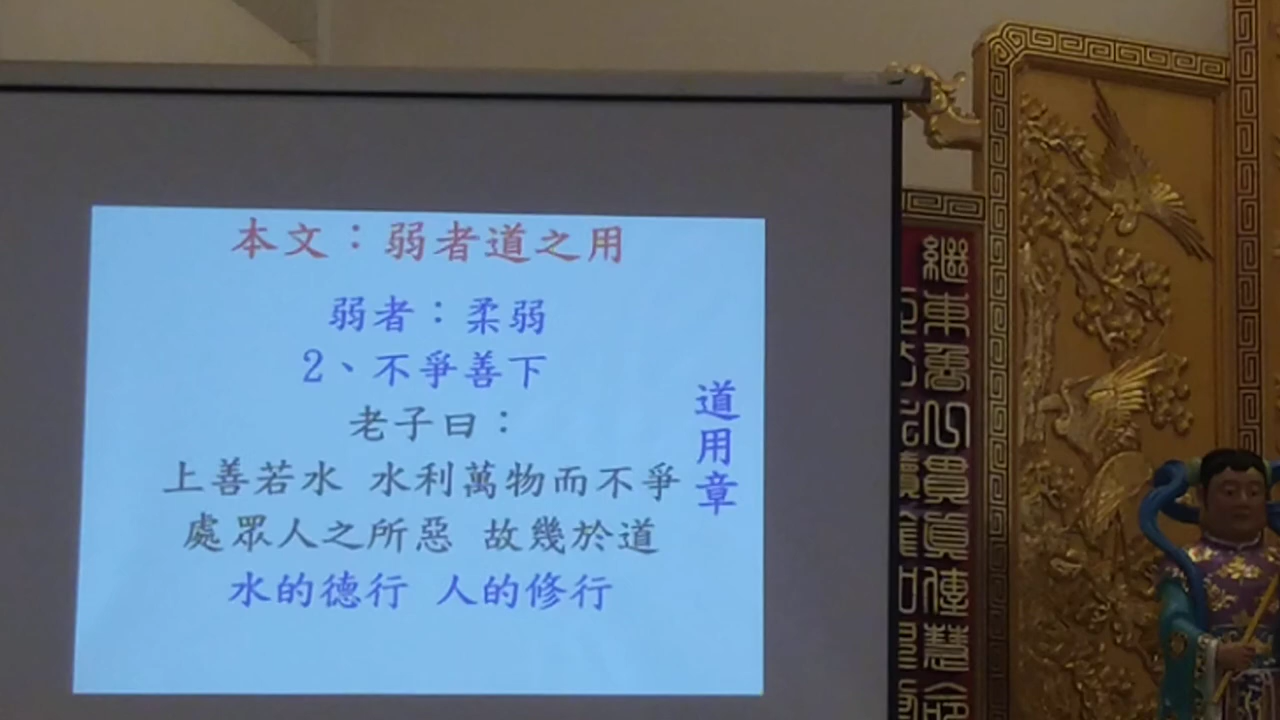 本文：弱者道之用
弱者：柔弱
2、不爭善下
老子曰：
上善若水 水利萬物而不爭
處眾人之所惡 故幾於道
水的德行 人的修行
道用章